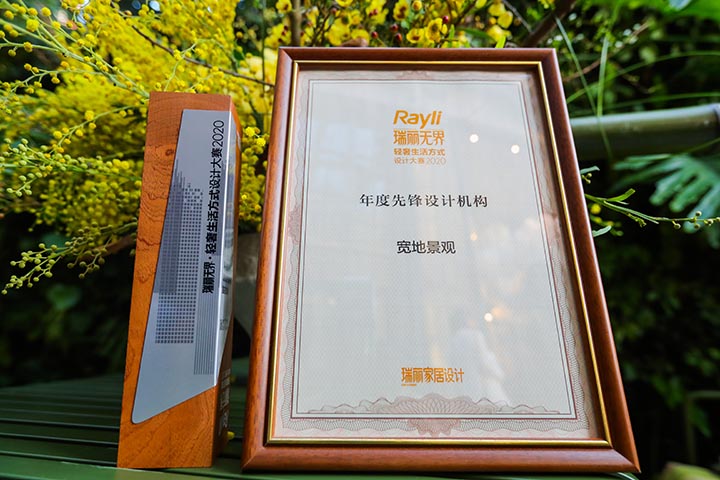 瑞丽无界·轻奢生活方式设计大赛2020
Rayli
瑞丽无界
轻奢生活方式
设计大赛2020
年度先锋设计机构
宽地景观
瑞丽家居设计